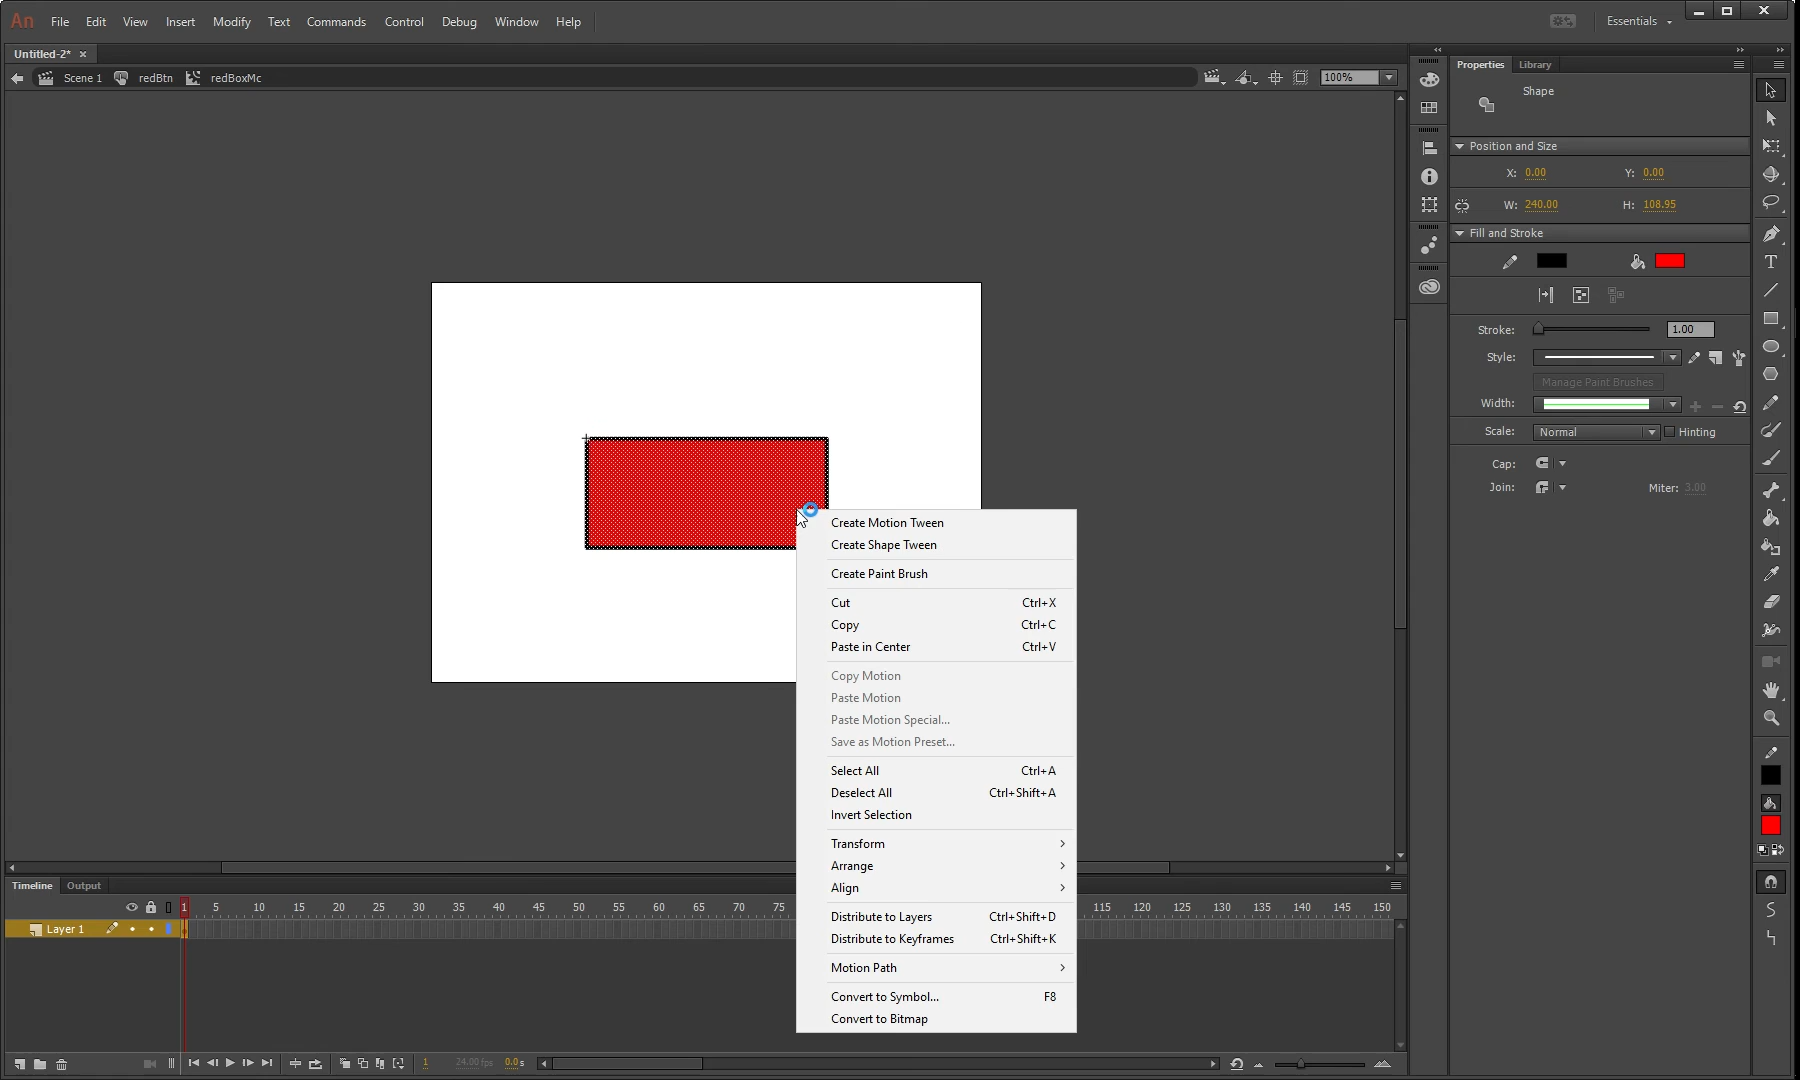 An File Edit View Insert Modify Text Commands Control Debug Window Help Essentials
Untitled-2*
Scene 1 redBtn redBoxMc 100%
Properties Library
Shape
Position and Size
X: 0.00 Y: 0.00
W: 240.00 H: 108.95
Fill and Stroke
Stroke: 1.00
Style:
Manage Paint Brushes
Width:
Scale: Normal Hinting
Cap:
Join: Miter: 3.00
Create Motion Tween
Create Shape Tween
Create Paint Brush
Cut Ctrl+X
Copy Ctrl+C
Paste in Center Ctrl+V
Copy Motion
Paste Motion
Paste Motion Special...
Save as Motion Preset...
Select All Ctrl+A
Deselect All Ctrl+Shift+A
Invert Selection
Transform
Arrange
Align
Distribute to Layers Ctrl+Shift+D
Distribute to Keyframes Ctrl+Shift+K
Motion Path
Convert to Symbol... F8
Convert to Bitmap
Timeline Output
1 5 10 15 20 25 30 35 40 45 50 55 60 65 70 75 115 120 125 130 135 140 145 150
Layer 1
1 24.00 fps 0.0 s